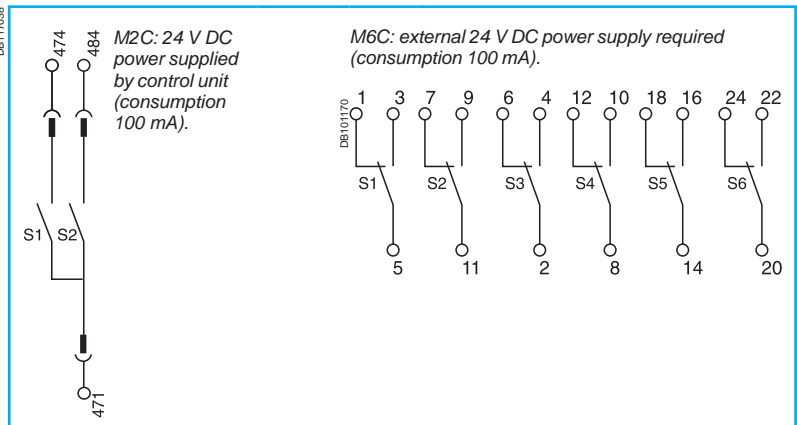 474
484
M2C: 24 V DC
power supplied
by control unit
(consumption
100 mA).
S1
S2
471
M6C: external 24 V DC power supply required
(consumption 100 mA).
DB101170
1 3 7 9 6 4 12 10 18 16 24 22
S1 S2 S3 S4 S5 S6
5 11 2 8 14 20